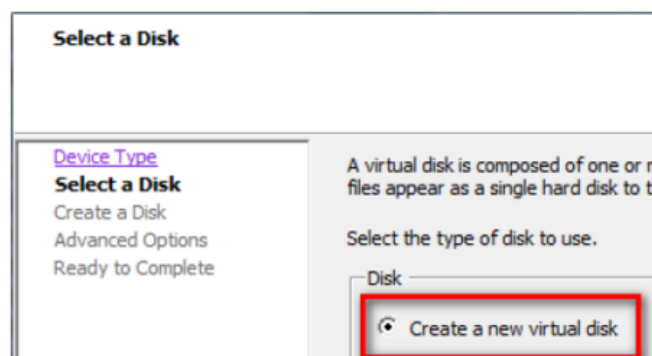 Select a Disk
Device Type
Select a Disk
Create a Disk
Advanced Options
Ready to Complete
A virtual disk is composed of one or
files appear as a single hard disk to
Select the type of disk to use.
Disk
Create a new virtual disk